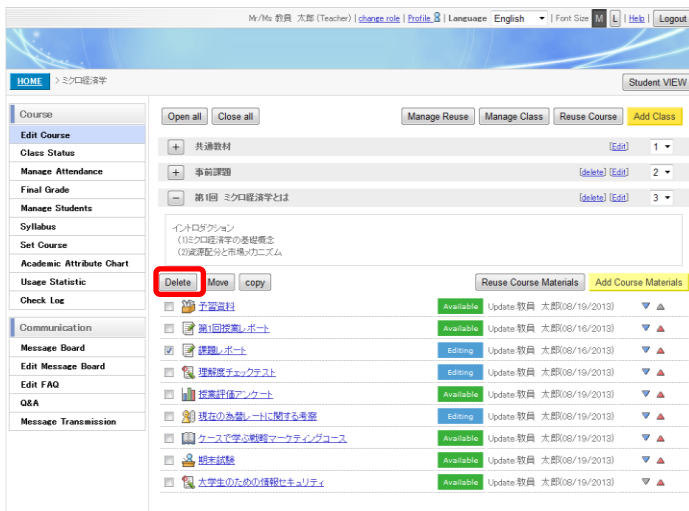 Mr/Ms 教員 太郎 (Teacher) | change role | Profile | Language English | Font Size M L | Help | Logout
HOME > ミクロ経済学 Student VIEW
Course
Edit Course
Class Status
Manage Attendance
Final Grade
Manage Students
Syllabus
Set Course
Academic Attribute Chart
Usage Statistic
Check Log
Communication
Message Board
Edit Message Board
Edit FAQ
Q&A
Message Transmission
Open all Close all Manage Reuse Manage Class Reuse Course Add Class
共通教材 [Edit] 1
事前課題 [delete] [Edit] 2
第1回 ミクロ経済学とは [delete] [Edit] 3
イントロダクション
(1)ミクロ経済学の基礎概念
(2)資源配分と市場メカニズム
Delete Move copy Reuse Course Materials Add Course Materials
予習資料 Available Update:教員 太郎(08/19/2013)
第1回授業レポート Available Update:教員 太郎(08/16/2013)
課題レポート Editing Update:教員 太郎(08/16/2013)
理解度チェックテスト Editing Update:教員 太郎(08/19/2013)
授業評価アンケート Available Update:教員 太郎(08/19/2013)
現在の為替レートに関する考察 Editing Update:教員 太郎(08/19/2013)
ケースで学ぶ戦略マーケティングコース Available Update:教員 太郎(08/19/2013)
期末試験 Available Update:教員 太郎(08/19/2013)
大学生のための情報セキュリティ Available Update:教員 太郎(08/19/2013)